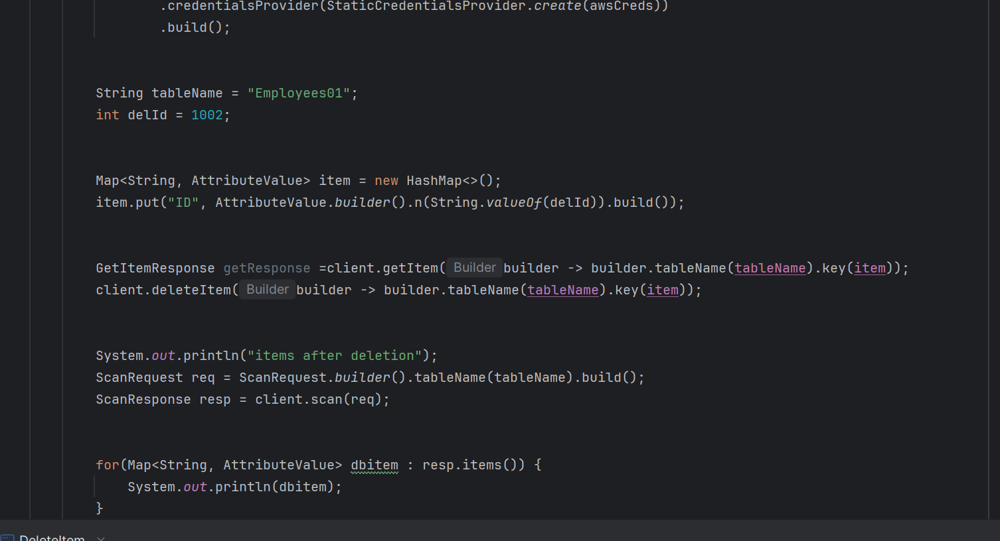 .credentialsProvider(StaticCredentialsProvider.create(awsCreds))
.build();
String tableName = "Employees01";
int delId = 1002;
Map<String, AttributeValue> item = new HashMap<>();
item.put("ID", AttributeValue.builder().n(String.valueOf(delId)).build());
GetItemResponse getResponse =client.getItem( Builder builder -> builder.tableName(tableName).key(item));
client.deleteItem( Builder builder -> builder.tableName(tableName).key(item));
System.out.println("items after deletion");
ScanRequest req = ScanRequest.builder().tableName(tableName).build();
ScanResponse resp = client.scan(req);
for(Map<String, AttributeValue> dbitem : resp.items()) {
System.out.println(dbitem);
}
DeleteItem